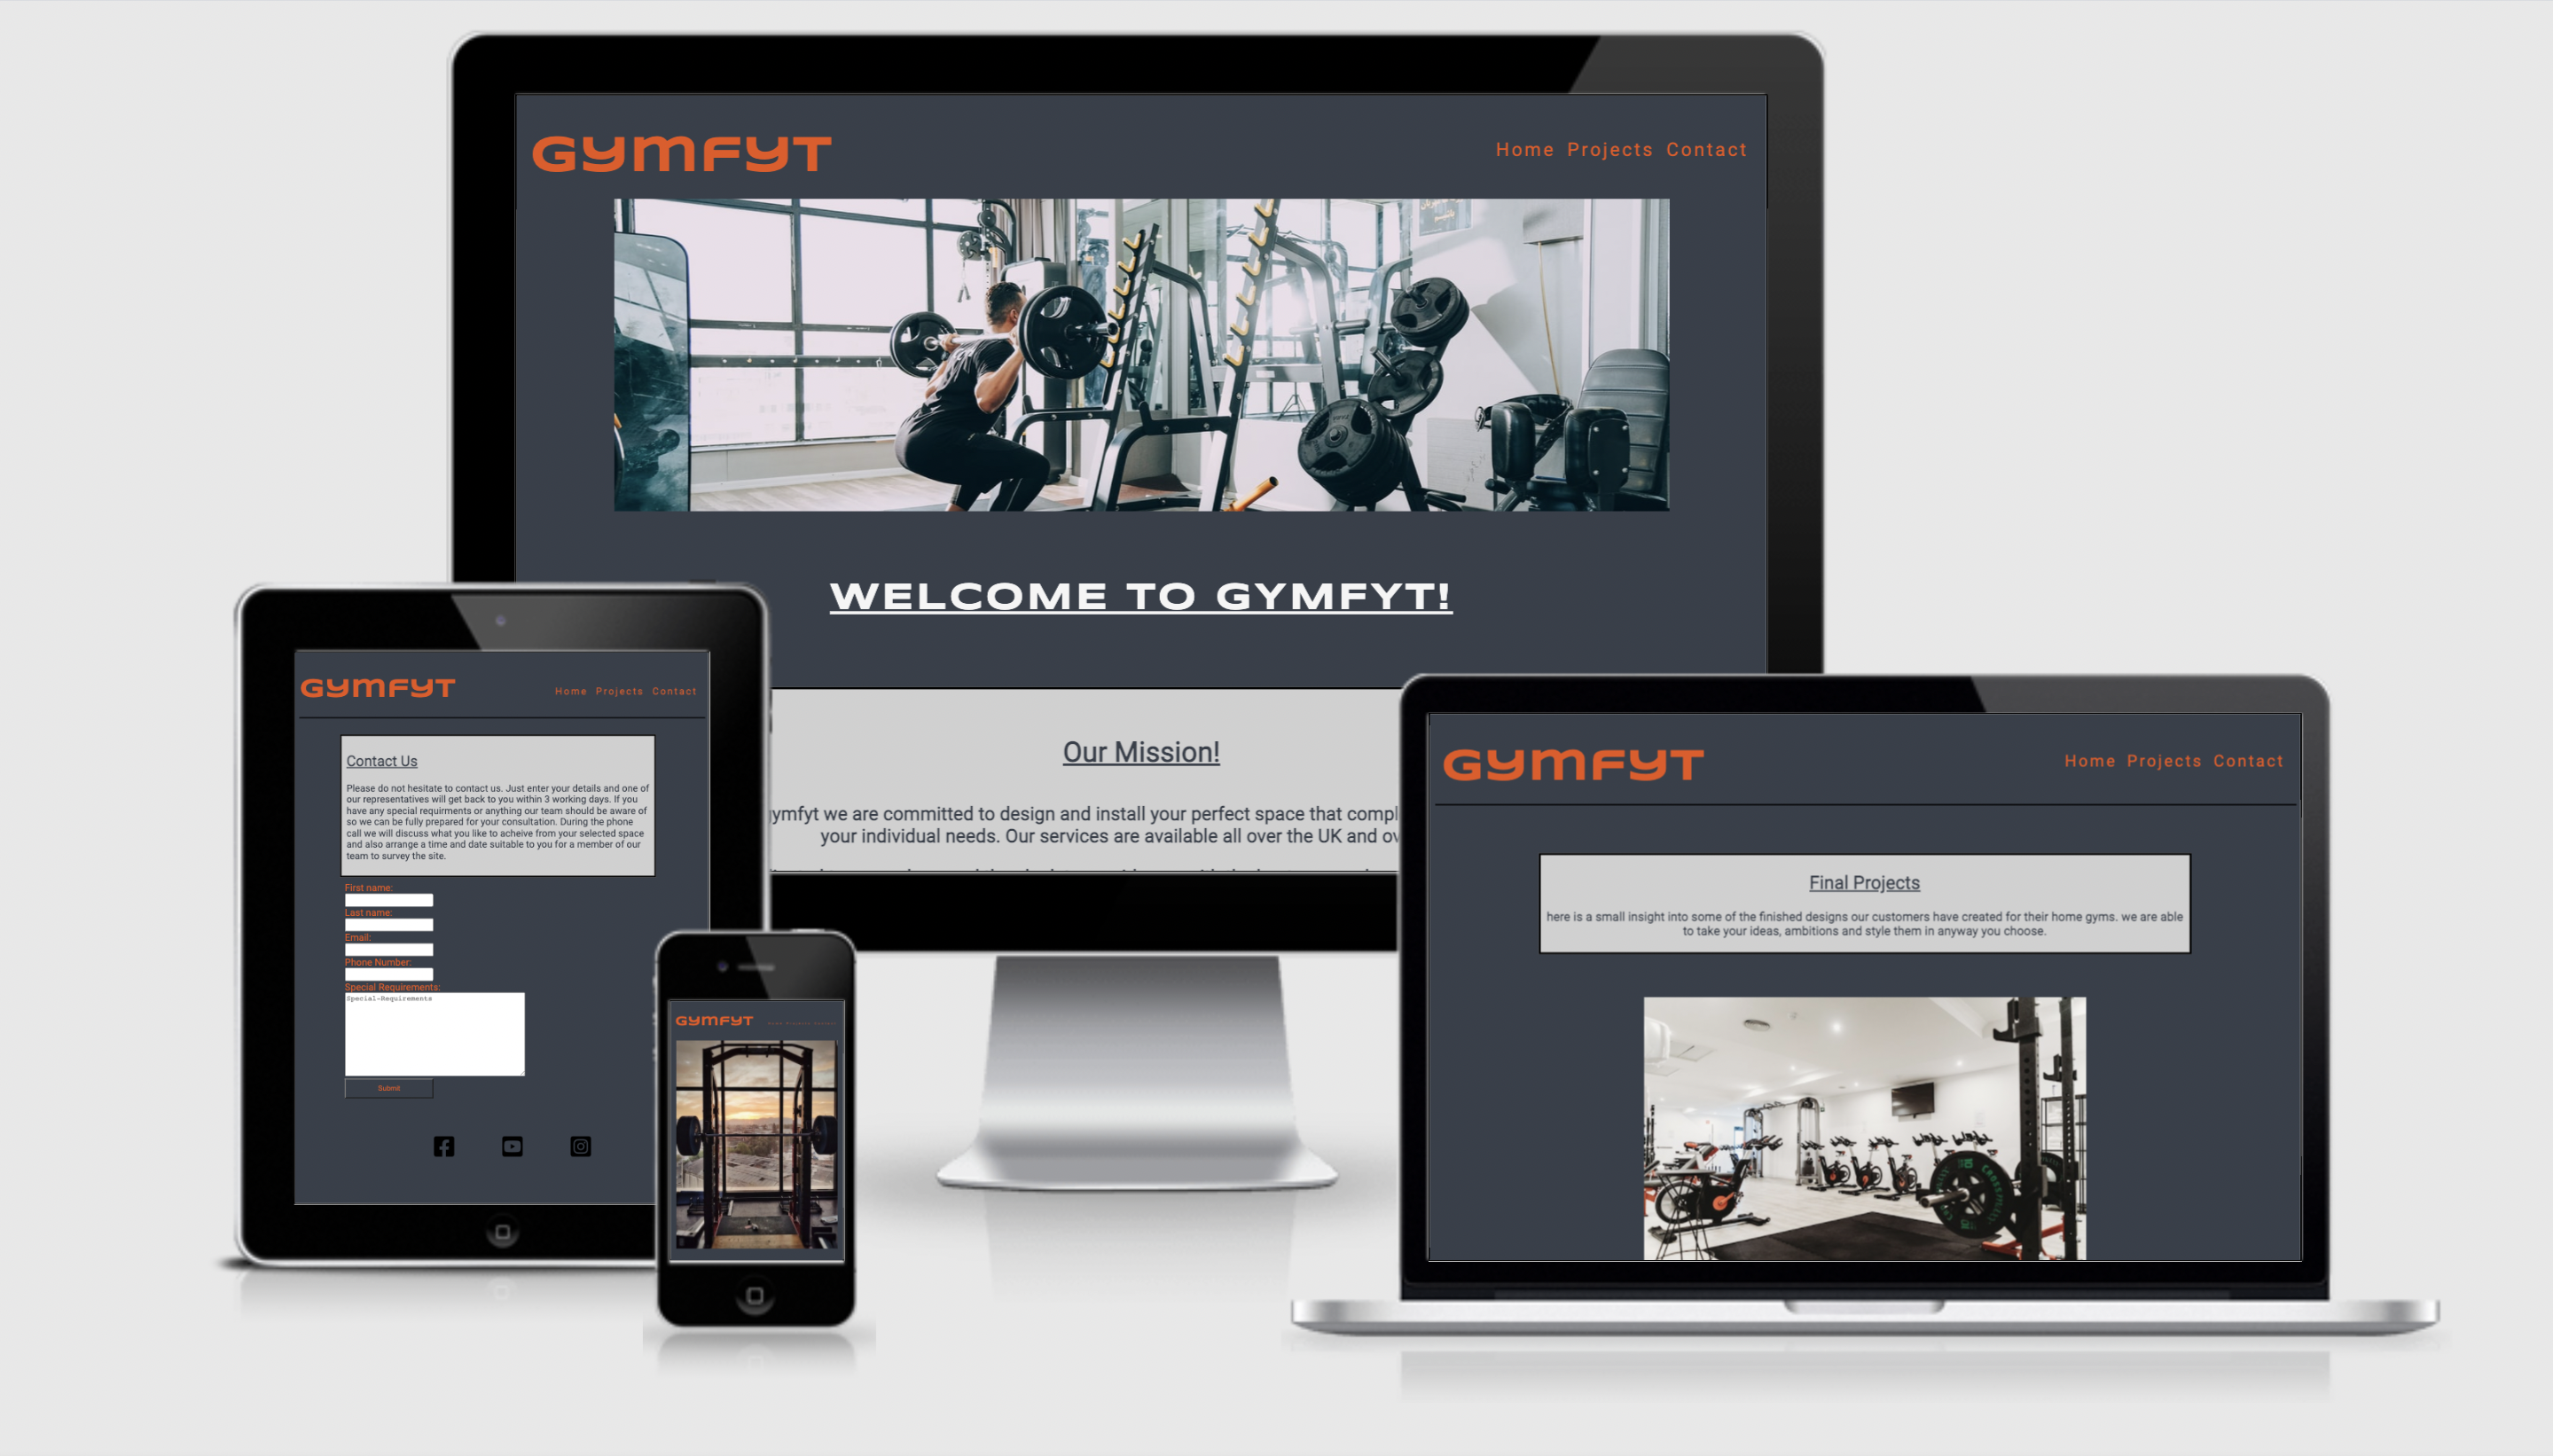 GYMFYT
Home Projects Contact
WELCOME TO GYMFYT!
Our Mission!
ymfyt we are committed to design and install your perfect space that compl
your individual needs. Our services are available all over the UK and ov
GYMFYT
Home Projects Contact
Contact Us
Please do not hesitate to contact us. Just enter your details and one of
our representatives will get back to you within 3 working days. If you
have any special requirments or anything our team should be aware of
so we can be fully prepared for your consultation. During the phone
call we will discuss what you like to acheive from your selected space
and also arrange a time and date suitable to you for a member of our
team to survey the site.
First name:
Last name:
Email:
Phone Number:
Special Requirements:
Special-Requirements
Submit
GYMFYT
GYMFYT
Home Projects Contact
Final Projects
here is a small insight into some of the finished designs our customers have created for their home gyms. we are able
to take your ideas, ambitions and style them in anyway you choose.